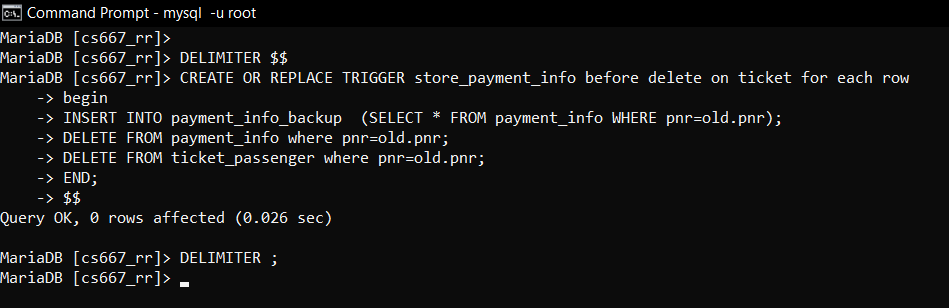 Command Prompt - mysql -u root
MariaDB [cs667_rr]>
MariaDB [cs667_rr]> DELIMITER $$
MariaDB [cs667_rr]> CREATE OR REPLACE TRIGGER store_payment_info before delete on ticket for each row
    -> begin
    -> INSERT INTO payment_info_backup  (SELECT * FROM payment_info WHERE pnr=old.pnr);
    -> DELETE FROM payment_info where pnr=old.pnr;
    -> DELETE FROM ticket_passenger where pnr=old.pnr;
    -> END;
    -> $$
Query OK, 0 rows affected (0.026 sec)
MariaDB [cs667_rr]> DELIMITER ;
MariaDB [cs667_rr]>